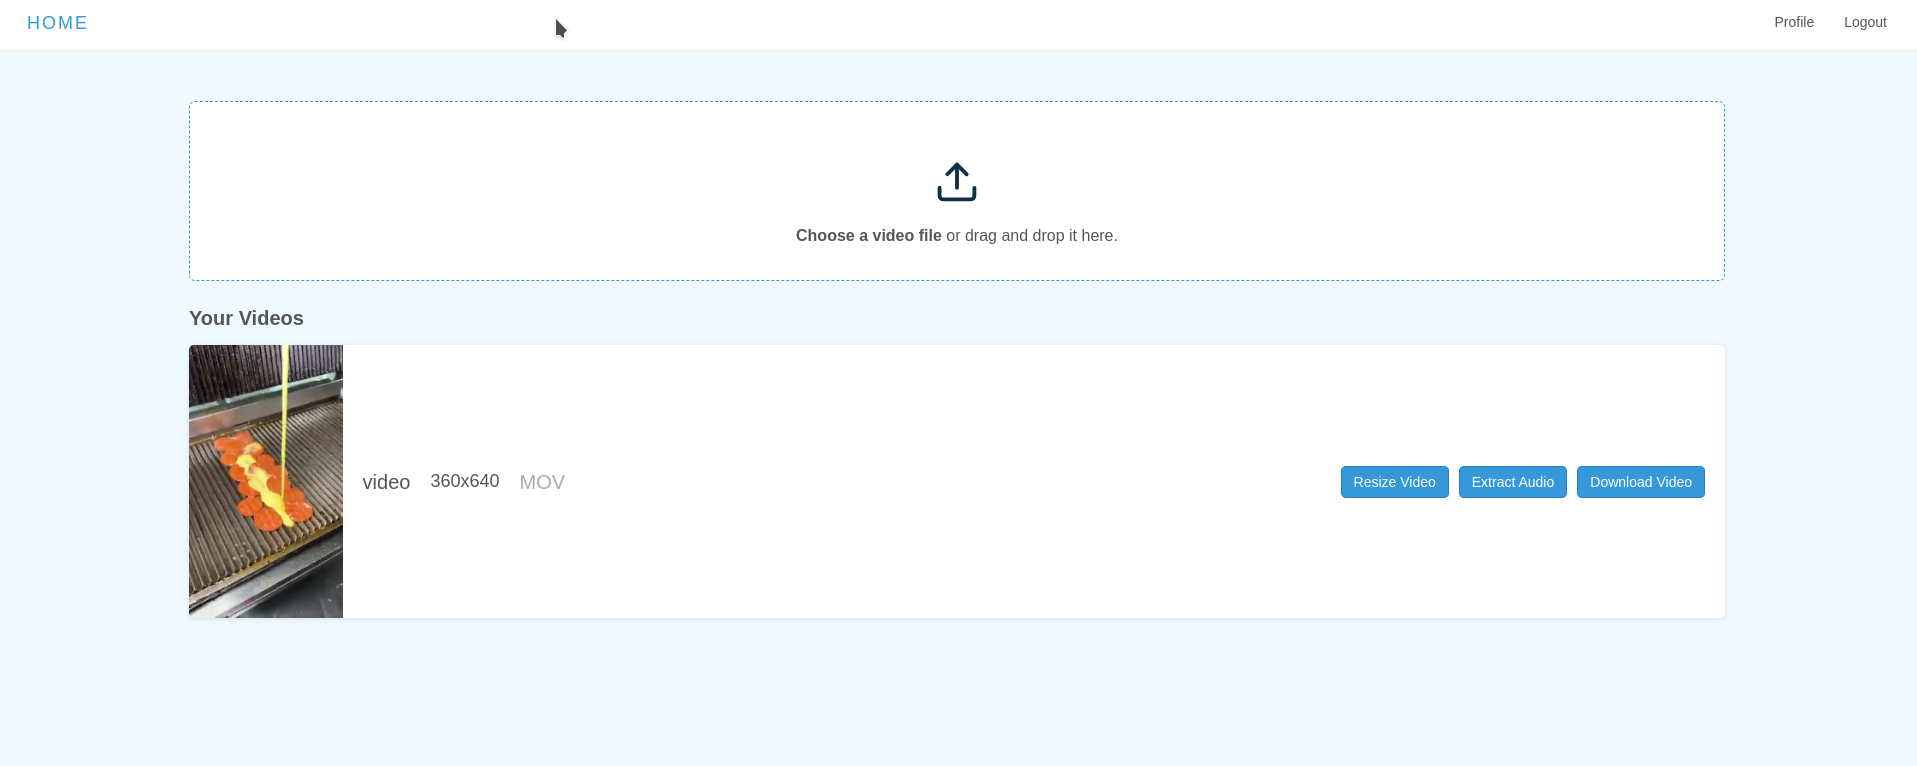 HOME
Profile
Logout
Choose a video file or drag and drop it here.
Your Videos
video 360x640 MOV
Resize Video
Extract Audio
Download Video